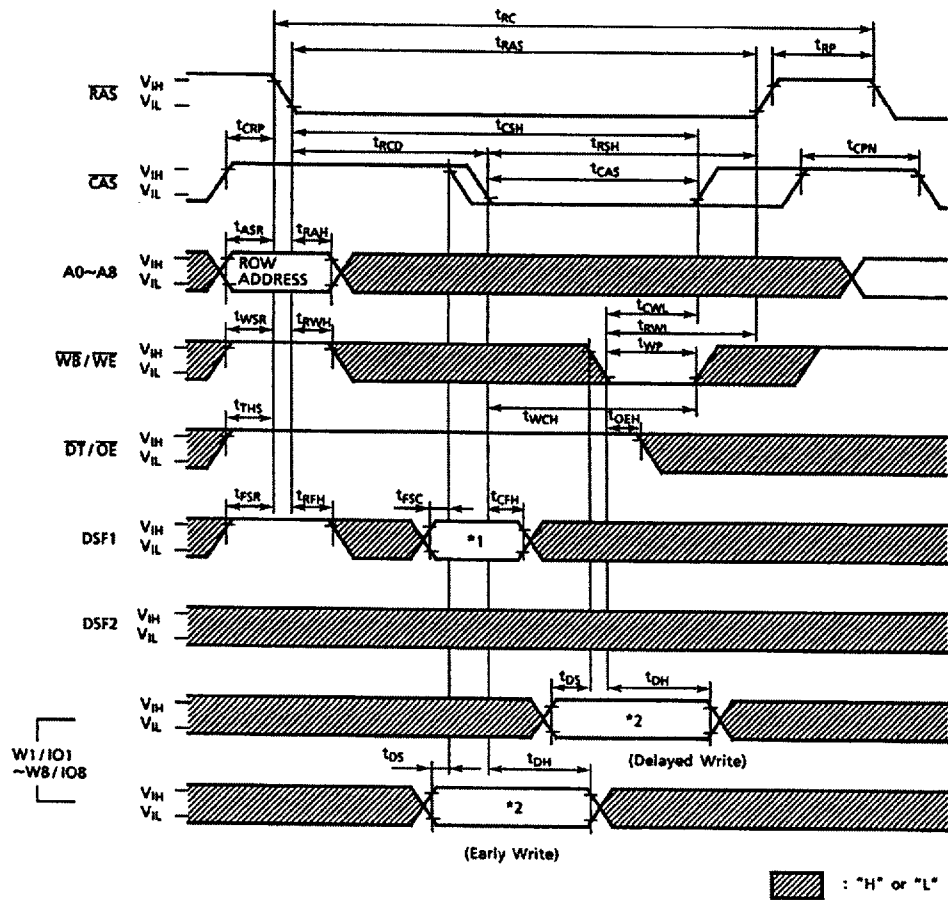 tRC
tRAS
tRP
RAS
VIH
VIL
tCRP
tCSH
tRCD
tRSH
tCPN
CAS
VIH
VIL
tCAS
tASR
tRAH
A0~A8
VIH
VIL
ROW
ADDRESS
tCWL
tWSR
tRWH
tRWL
tWP
WB/WE
VIH
VIL
tTHS
tWCH
tOEH
DT/OE
VIH
VIL
tFSR
tRFH
tFSC
tCFH
DSF1
VIH
VIL
*1
DSF2
VIH
VIL
tDS
tDH
VIH
VIL
*2
W1/IO1
~W8/IO8
(Delayed Write)
tDS
tDH
VIH
VIL
*2
(Early Write)
: "H" or "L"